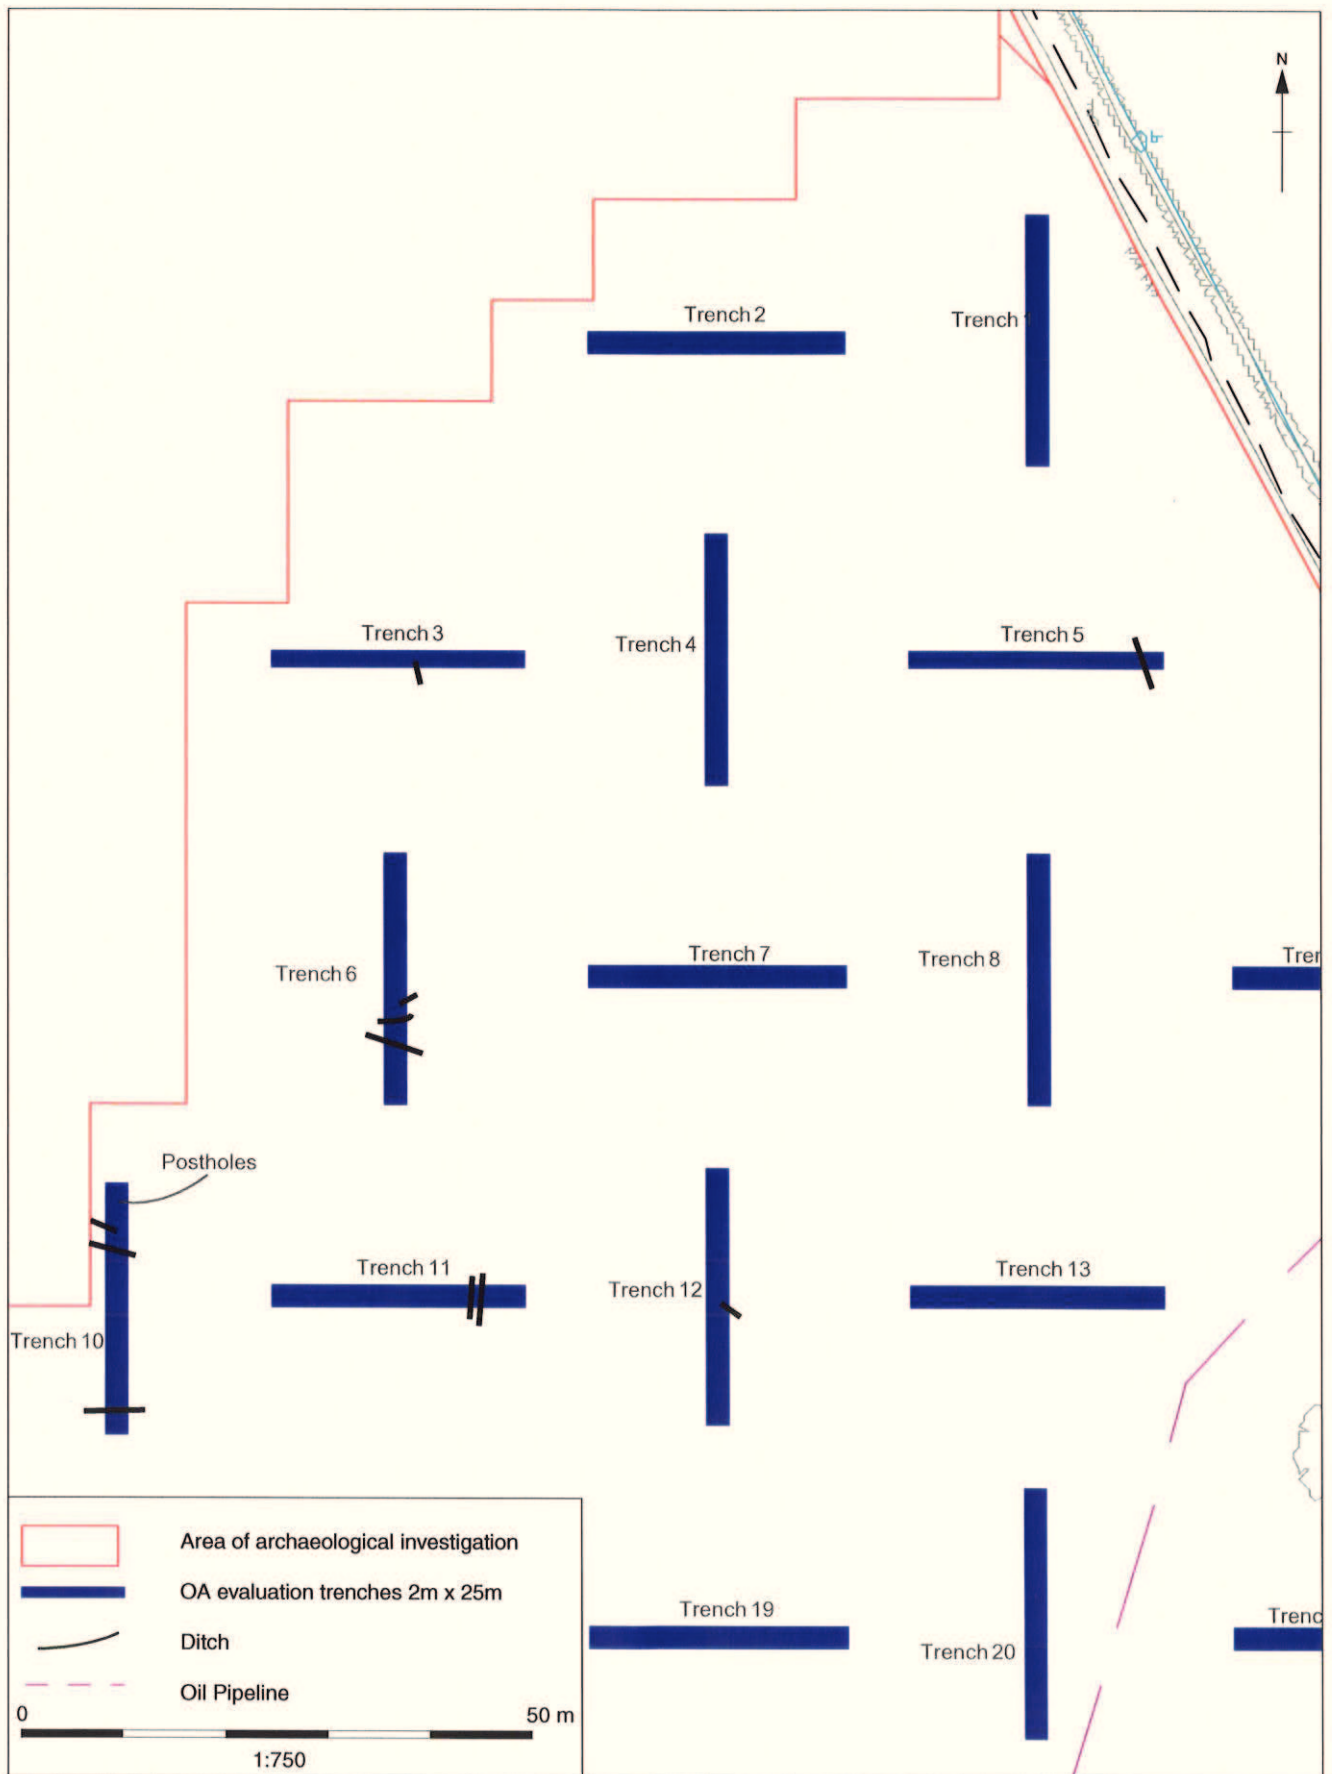 N
Trench 2
Trench 1
Trench 3
Trench 4
Trench 5
Trench 6
Trench 7
Trench 8
Tren
Postholes
Trench 10
Trench 11
Trench 12
Trench 13
Trench 19
Trench 20
Trenc
Area of archaeological investigation
OA evaluation trenches 2m x 25m
Ditch
Oil Pipeline
0 50 m
1:750